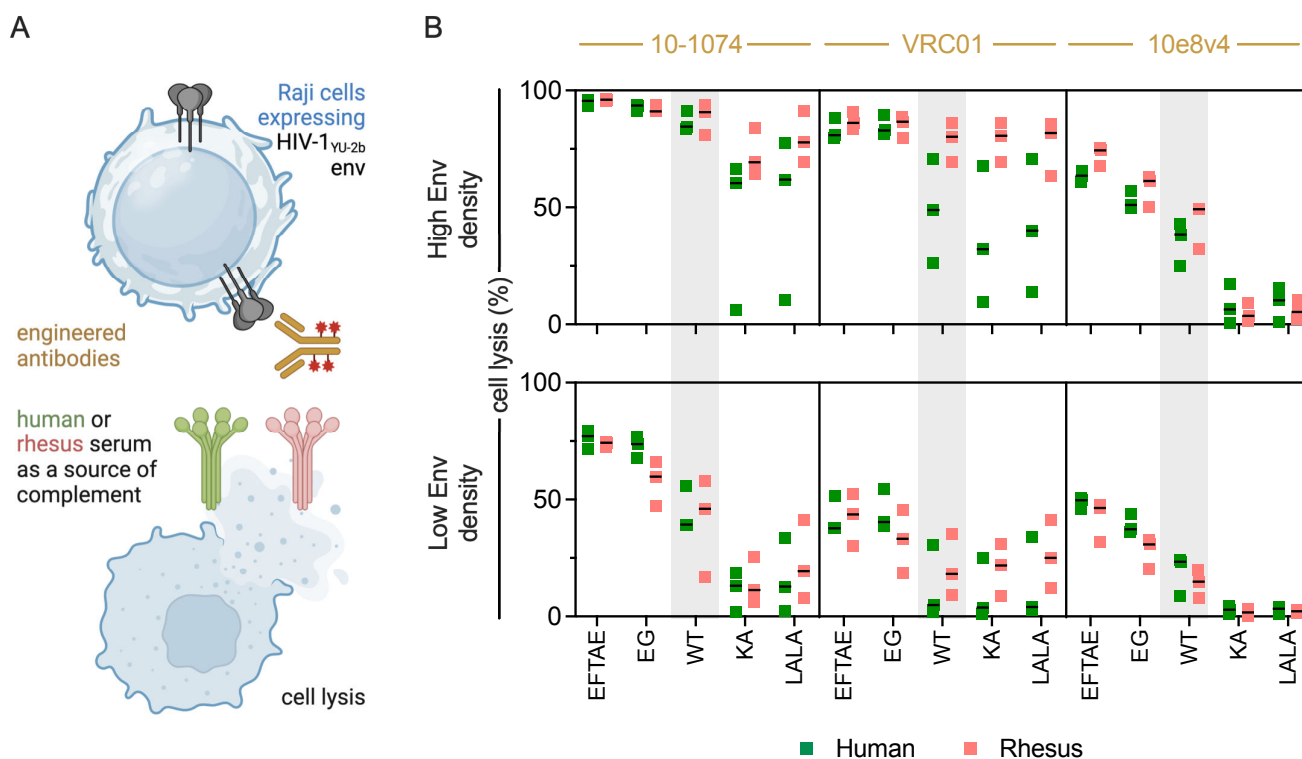 A
Raji cells
expressing
HIV-1YU-2b
env
engineered
antibodies
human or
rhesus serum
as a source of
complement
cell lysis
B
10-1074
VRC01
10e8v4
High Env
density
Low Env
density
cell lysis (%)
100
50
0
100
50
0
EFTAE
EG
WT
KA
LALA
EFTAE
EG
WT
KA
LALA
EFTAE
EG
WT
KA
LALA
Human
Rhesus